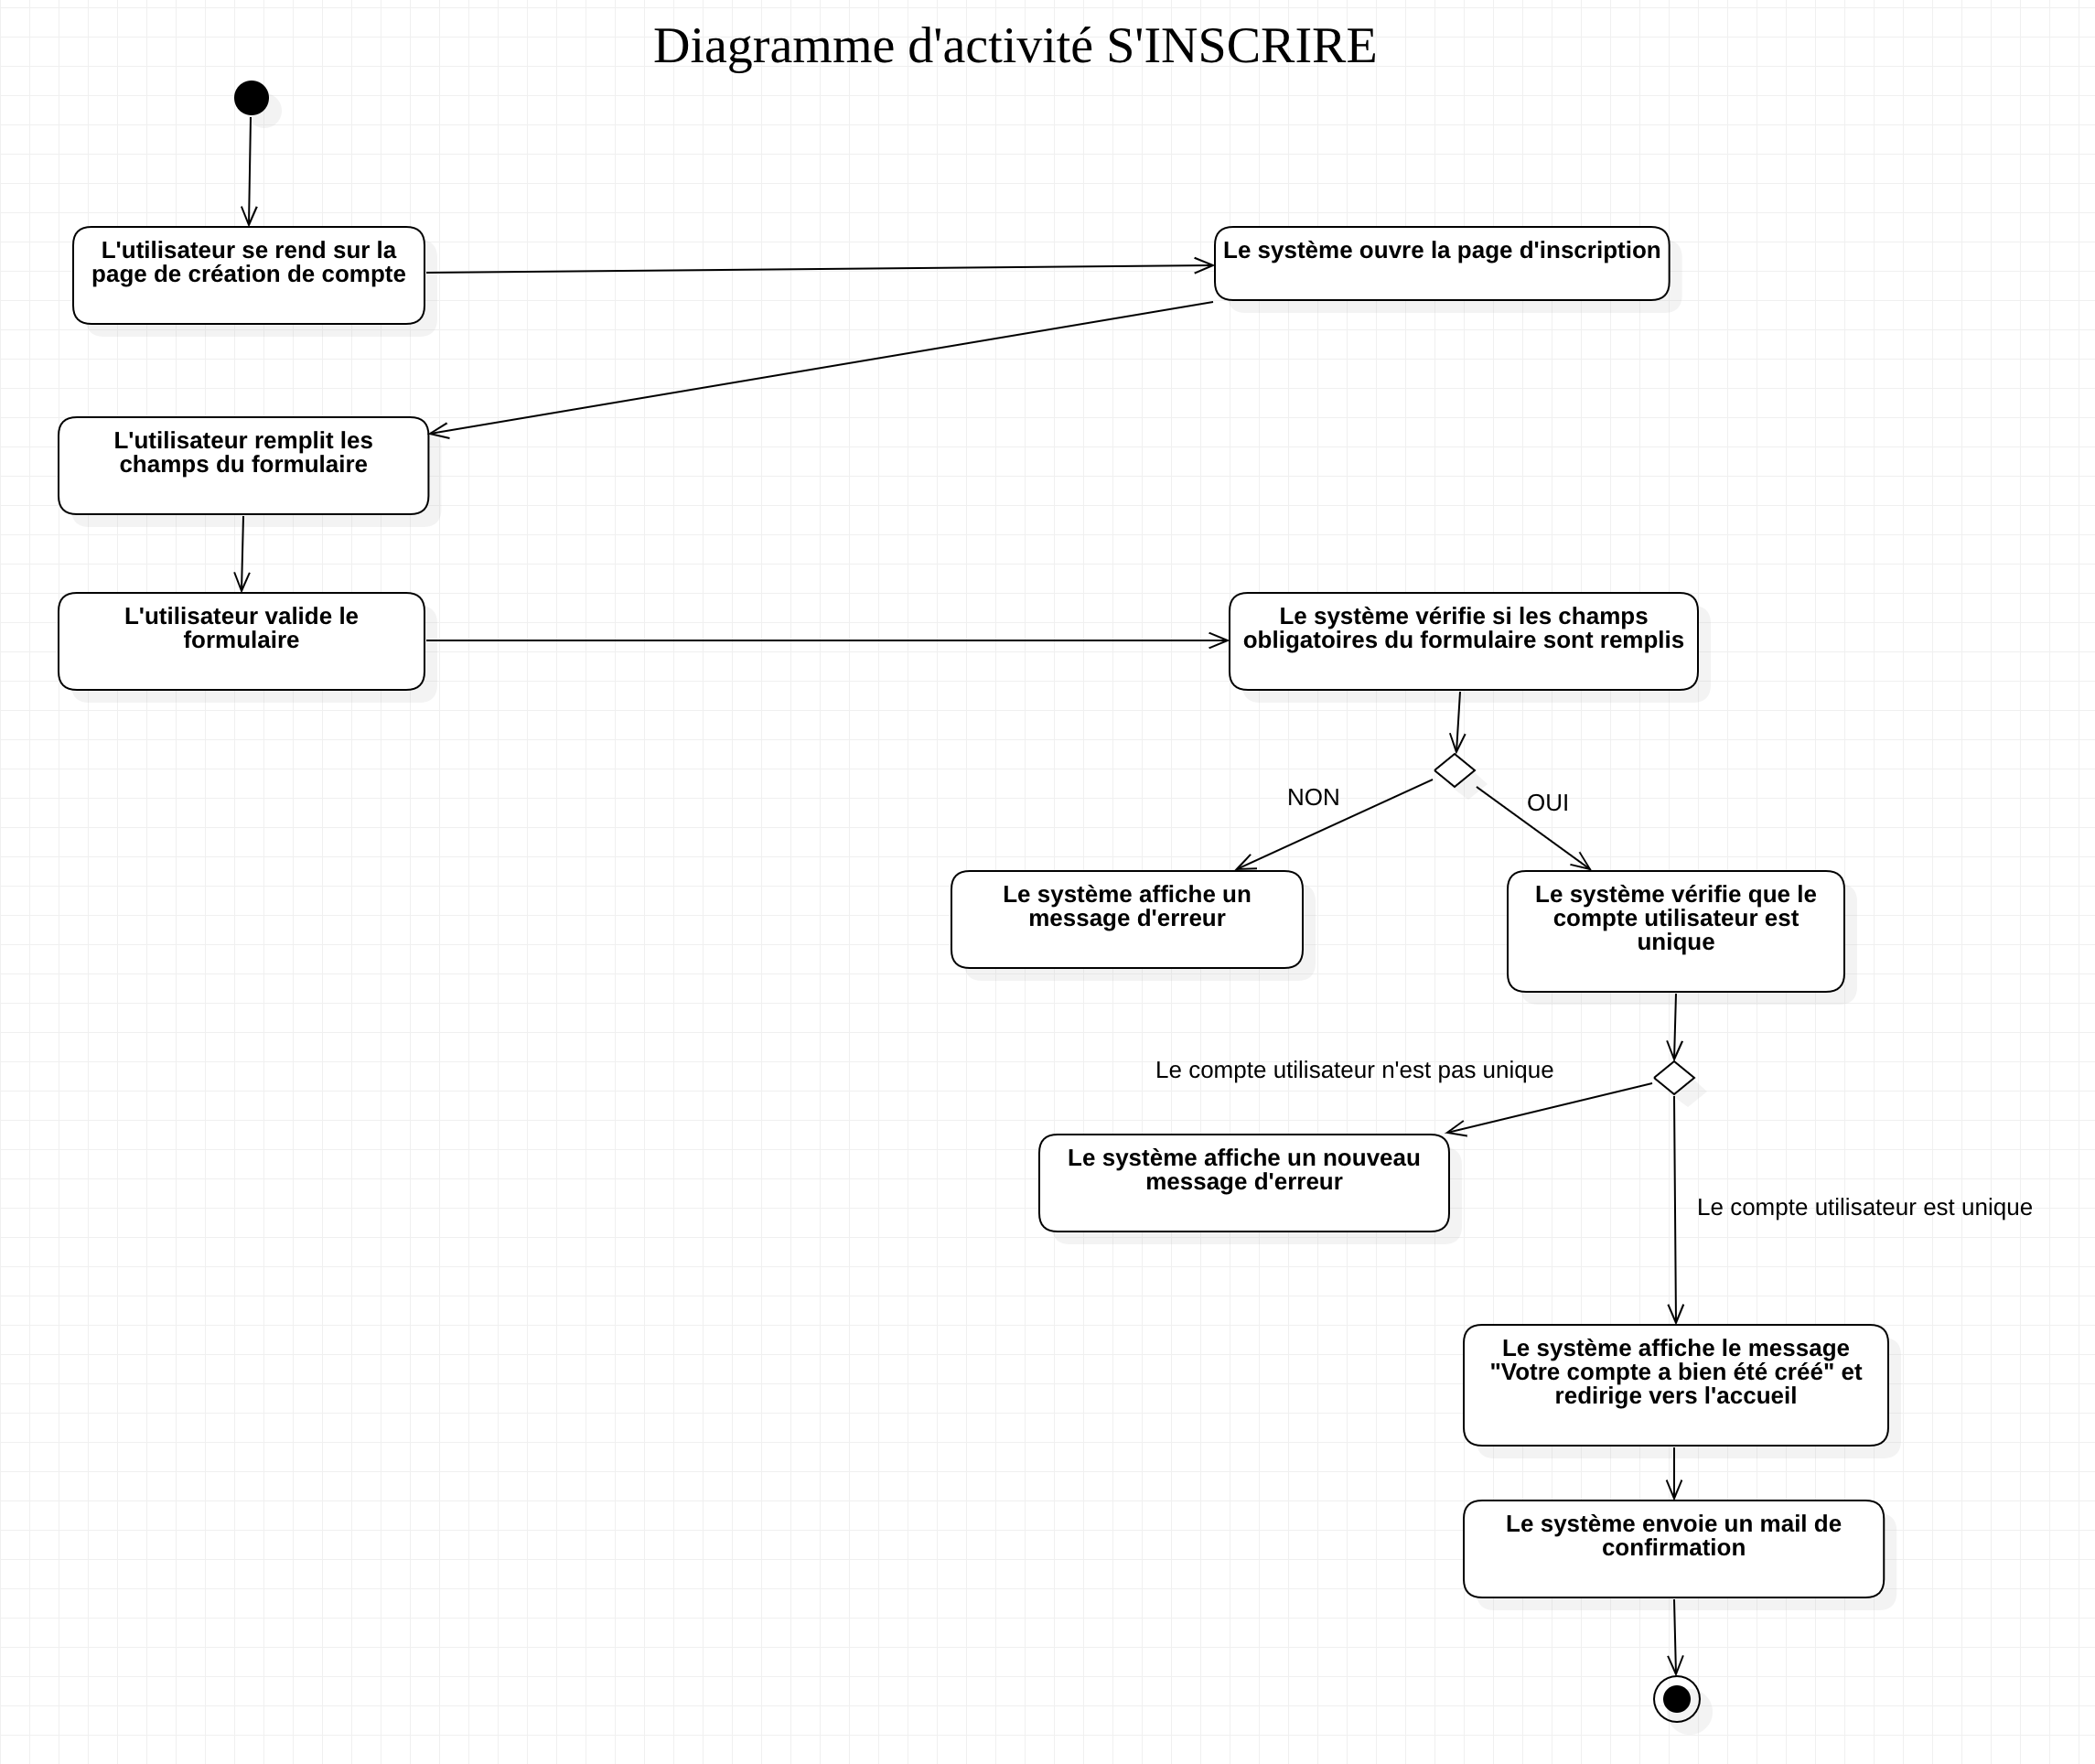 Diagramme d'activité S'INSCRIRE
L'utilisateur se rend sur la
page de création de compte
Le système ouvre la page d'inscription
L'utilisateur remplit les
champs du formulaire
L'utilisateur valide le
formulaire
Le système vérifie si les champs
obligatoires du formulaire sont remplis
NON
OUI
Le système affiche un
message d'erreur
Le système vérifie que le
compte utilisateur est
unique
Le compte utilisateur n'est pas unique
Le système affiche un nouveau
message d'erreur
Le compte utilisateur est unique
Le système affiche le message
"Votre compte a bien été créé" et
redirige vers l'accueil
Le système envoie un mail de
confirmation